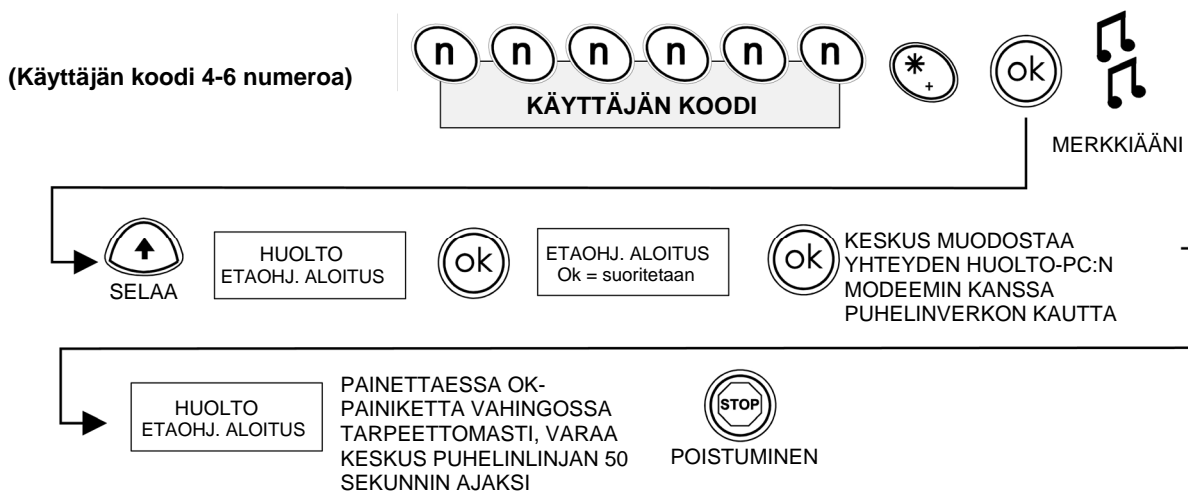 (Käyttäjän koodi 4-6 numeroa)
n n n n n n
* +
ok
KÄYTTÄJÄN KOODI
MERKKIÄÄNI
SELAA
HUOLTO
ETAOHJ. ALOITUS
ok
ETAOHJ. ALOITUS
Ok = suoritetaan
ok
KESKUS MUODOSTAA
YHTEYDEN HUOLTO-PC:N
MODEEMIN KANSSA
PUHELINVERKON KAUTTA
HUOLTO
ETAOHJ. ALOITUS
PAINETTAESSA OK-
PAINIKETTA VAHINGOSSA
TARPEETTOMASTI, VARAA
KESKUS PUHELINLINJAN 50
SEKUNNIN AJAKSI
STOP
POISTUMINEN